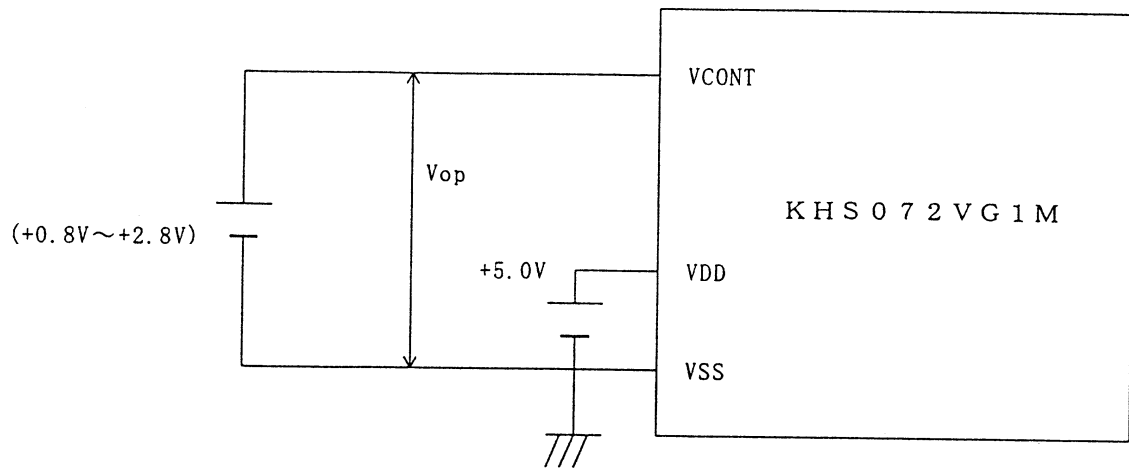 VCONT
Vop
KHS072VG1M
(+0.8V～+2.8V)
+5.0V
VDD
VSS